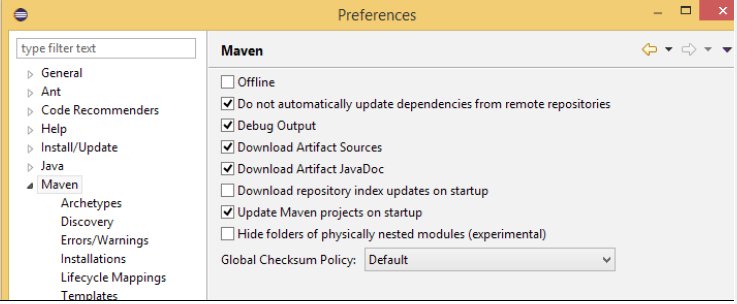 Preferences
type filter text
General
Ant
Code Recommenders
Help
Install/Update
Java
Maven
Archetypes
Discovery
Errors/Warnings
Installations
Lifecycle Mappings
Templates
Maven
Offline
Do not automatically update dependencies from remote repositories
Debug Output
Download Artifact Sources
Download Artifact JavaDoc
Download repository index updates on startup
Update Maven projects on startup
Hide folders of physically nested modules (experimental)
Global Checksum Policy: Default